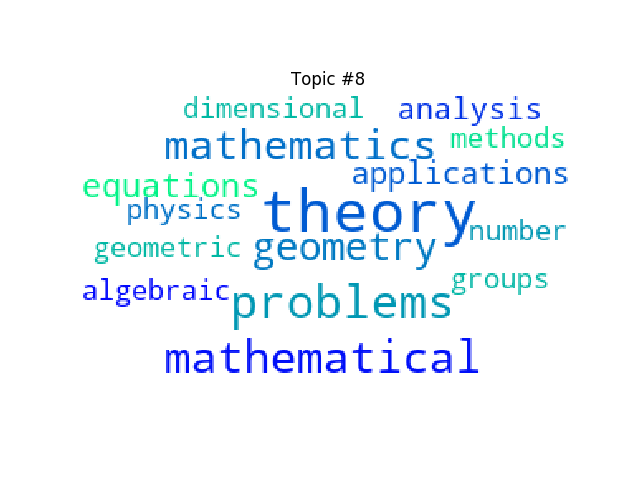 Topic #8
dimensional analysis
mathematics methods
equations applications
physics theory number
geometric geometry
algebraic problems groups
mathematical